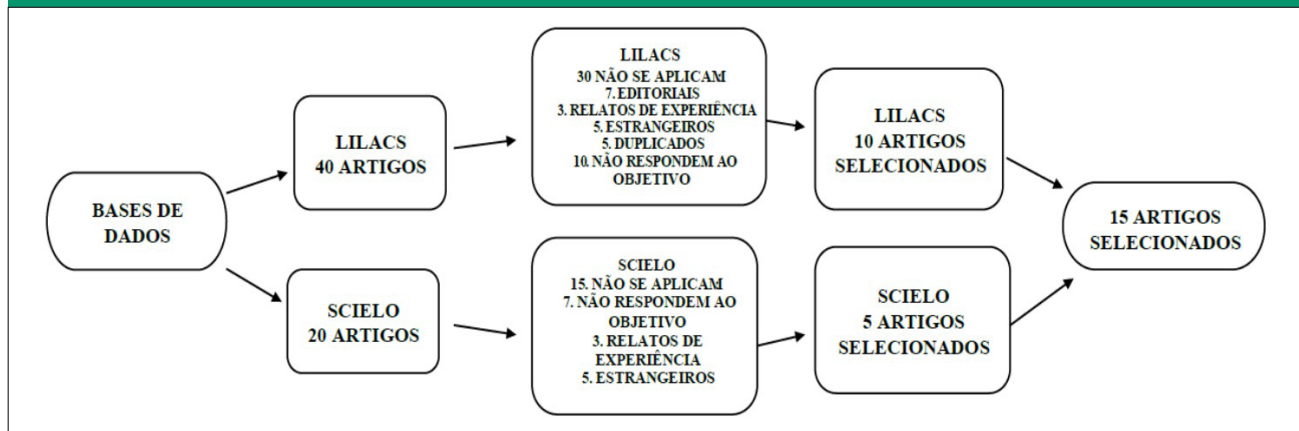 BASES DE
DADOS
LILACS
40 ARTIGOS
SCIELO
20 ARTIGOS
LILACS
30 NÃO SE APLICAM
7. EDITORIAIS
3. RELATOS DE EXPERIÊNCIA
5. ESTRANGEIROS
5. DUPLICADOS
10. NÃO RESPONDEM AO
OBJETIVO
SCIELO
15. NÃO SE APLICAM
7. NÃO RESPONDEM AO
OBJETIVO
3. RELATOS DE
EXPERIÊNCIA
5. ESTRANGEIROS
LILACS
10 ARTIGOS
SELECIONADOS
SCIELO
5 ARTIGOS
SELECIONADOS
15 ARTIGOS
SELECIONADOS